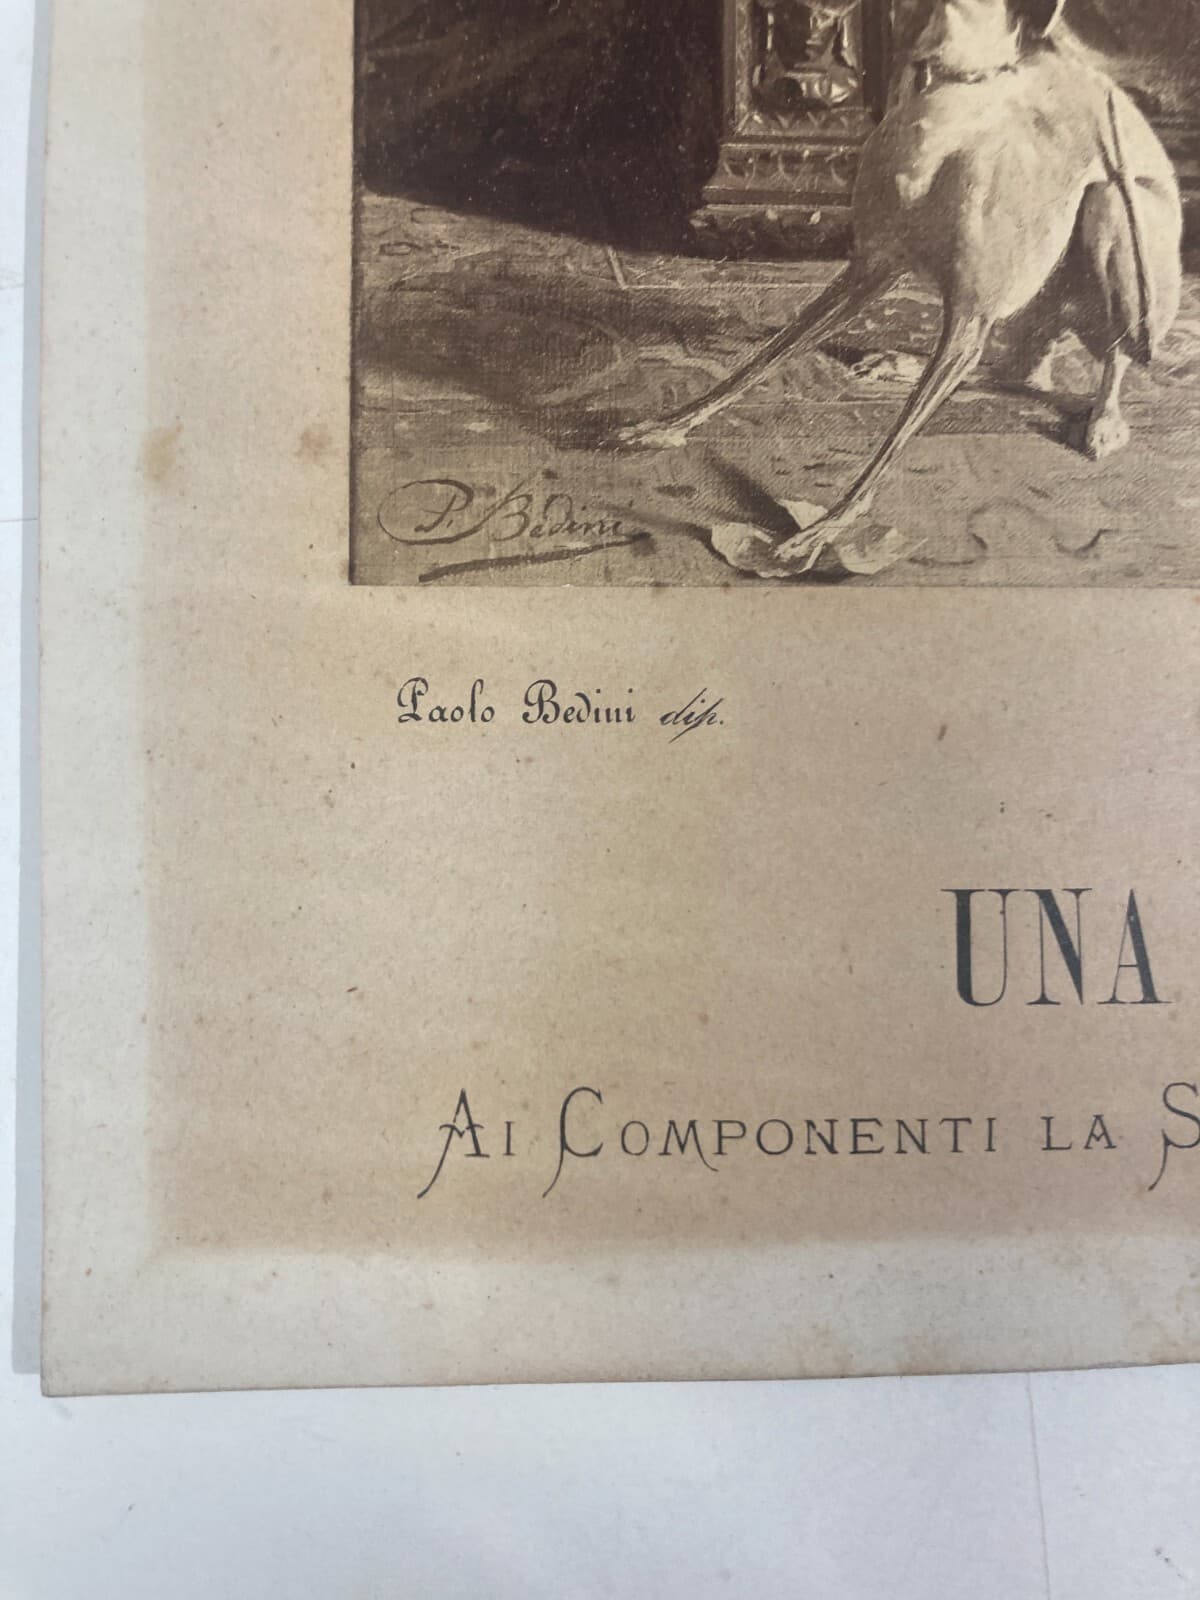 P. Bedini
Paolo Bedini dip.
UNA
AI COMPONENTI LA S